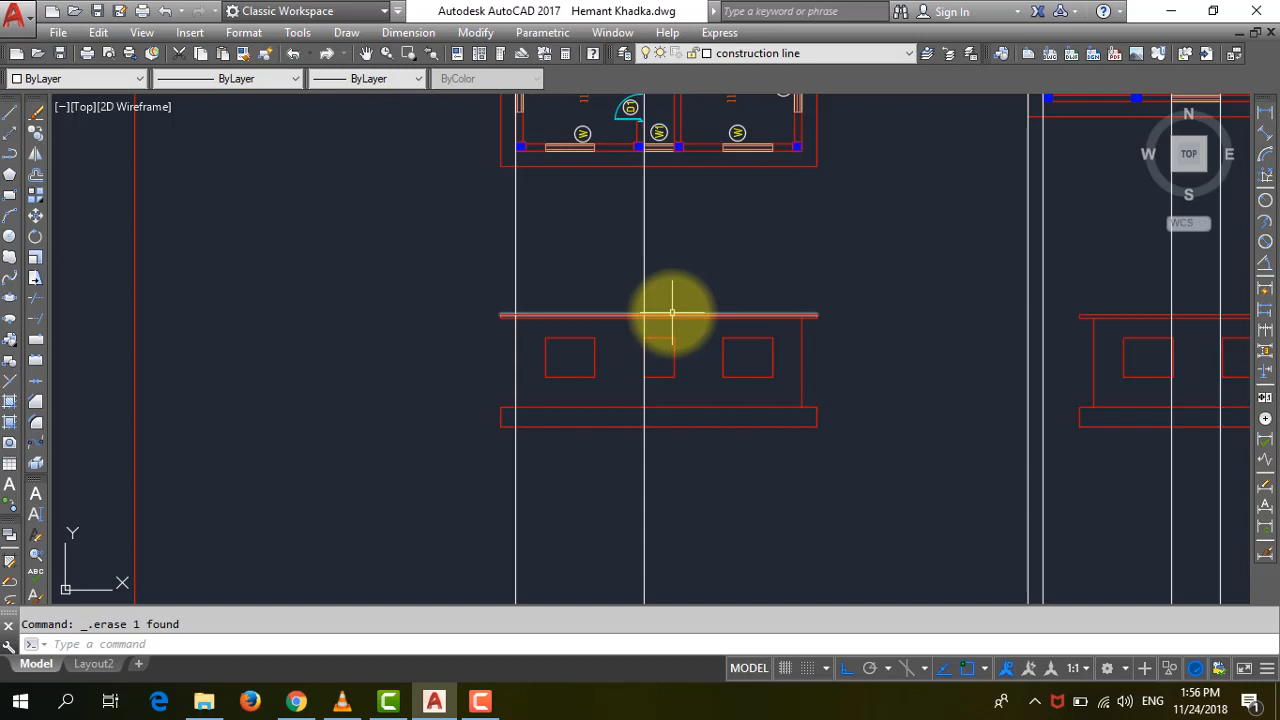 Classic Workspace
Autodesk AutoCAD 2017 Hemant Khadka.dwg
Type a keyword or phrase
Sign In
File Edit View Insert Format Tools Draw Dimension Modify Parametric Window Help Express
construction line
ByLayer ByLayer ByLayer ByColor
[−][Top][2D Wireframe]
D1
W W1 W
N
W TOP E
S
WCS
Y
X
Command: _.erase 1 found
Type a command
Model Layout2 +
MODEL 1:1
ENG
1:56 PM
11/24/2018